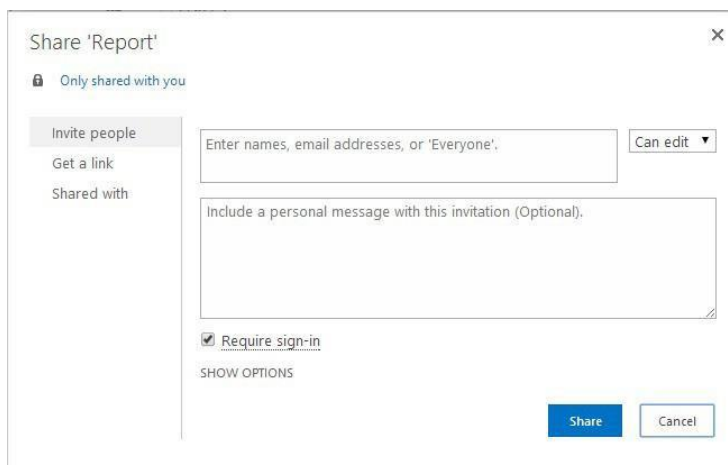 Share 'Report'
Only shared with you
Invite people
Get a link
Shared with
Enter names, email addresses, or 'Everyone'.
Can edit
Include a personal message with this invitation (Optional).
Require sign-in
SHOW OPTIONS
Share
Cancel